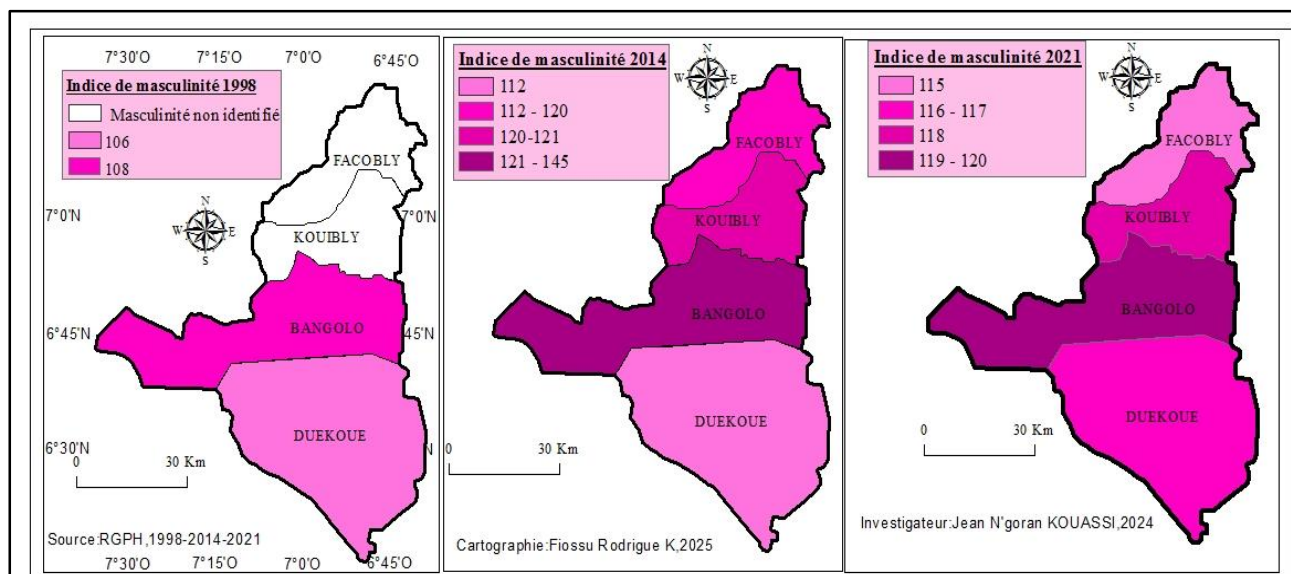 7°30'O 7°15'O 7°0'O 6°45'O
Indice de masculinité 1998
Masculinité non identifié
106
108
N
W E
S
FACOBLY
KOUIBLY
BANGOLO
DUEKOUE
7°0'N
7°0'N
6°45'N
45'N
6°30'N
N
0 30 Km
Source:RGPH,1998-2014-2021
7°30'O 7°15'O 7°0'O 6°45'O
Indice de masculinité 2014
112
112 - 120
120-121
121 - 145
N
W E
S
FACOBLY
KOUIBLY
BANGOLO
DUEKOUE
0 30 Km
Cartographie:Fiossu Rodrigue K,2025
Indice de masculinité 2021
115
116 - 117
118
119 - 120
N
W E
S
FACOBLY
KOUIBLY
BANGOLO
DUEKOUE
0 30 Km
Investigateur:Jean N'goran KOUASSI,2024